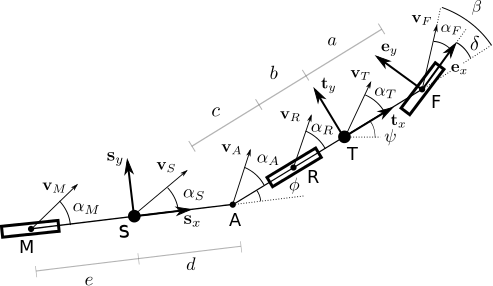 β
v_F
α_F
δ
a
e_y
e_x
F
b
v_T
t_y
α_T
c
v_R
t_x
α_R
ψ
T
v_A
s_y
v_S
α_A
R
ϕ
v_M
α_S
α_M
s_x
A
S
M
d
e